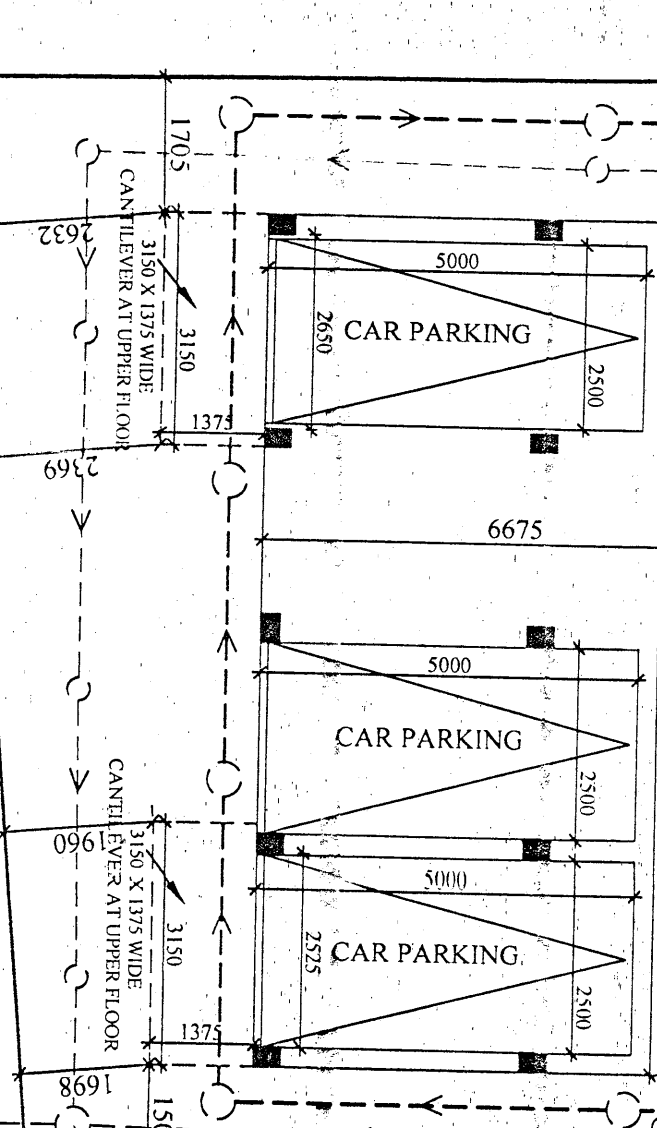 1705
2632
CANTILEVER AT UPPER FLOOR
3150 X 1375 WIDE
3150
1375
5000
2650
CAR PARKING
2500
2369
6675
5000
CAR PARKING
2500
1960
CANTILEVER AT UPPER FLOOR
3150 X 1375 WIDE
3150
1375
5000
2525
CAR PARKING
2500
1698